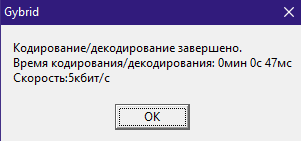 Gybrid
Кодирование/декодирование завершено.
Время кодирования/декодирования: 0мин 0с 47мс
Скорость:5кбит/с
OK